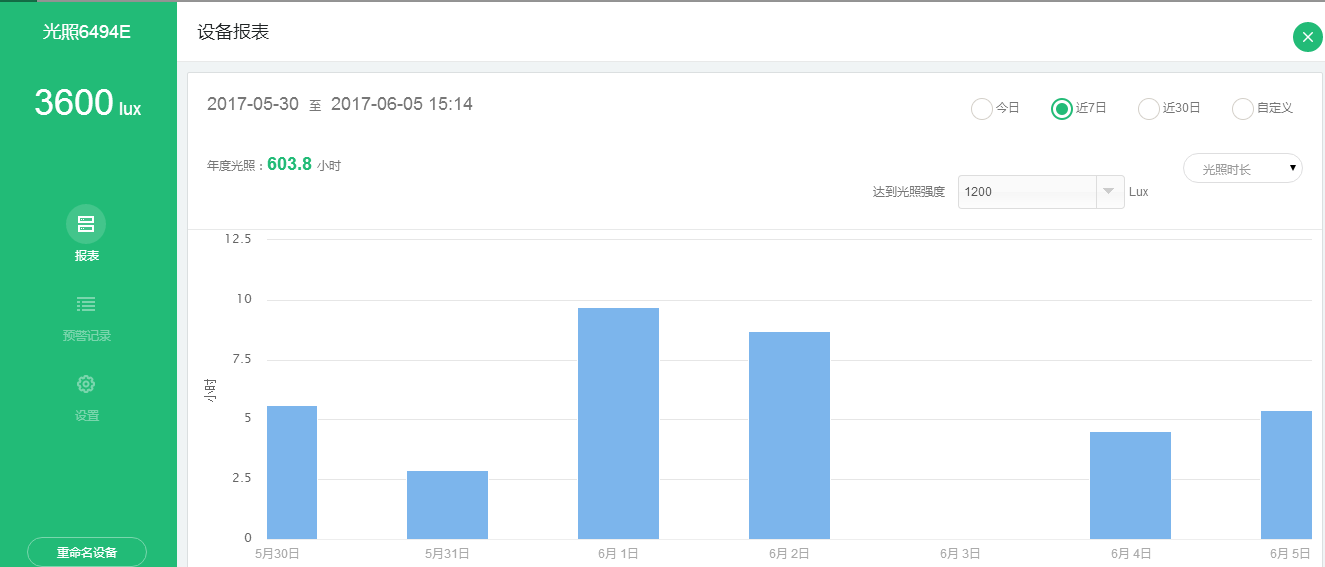 光照6494E
3600 lux
报表
预警记录
设置
重命名设备
设备报表
2017-05-30 至 2017-06-05 15:14
今日 近7日 近30日 自定义
年度光照：603.8 小时
光照时长
达到光照强度 1200 Lux
12.5
10
7.5
5
2.5
0
小时
5月30日 5月31日 6月 1日 6月 2日 6月 3日 6月 4日 6月 5日